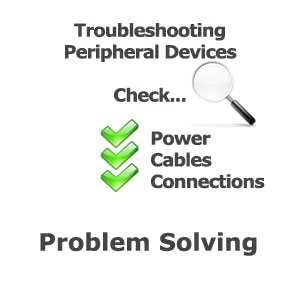 Troubleshooting
Peripheral Devices
Check...
Power
Cables
Connections
Problem Solving